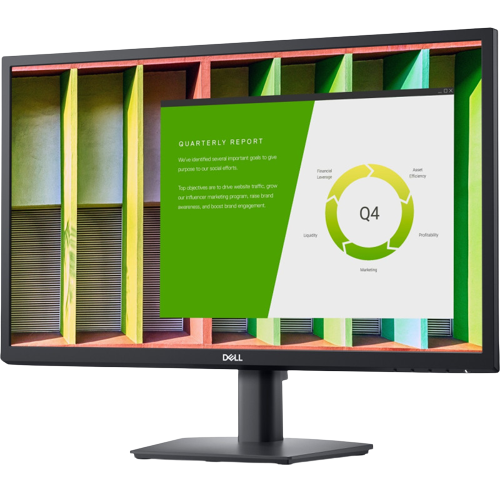 QUARTERLY REPORT
We've identified several important goals to give
purpose to our social efforts.
Top objectives are to drive website traffic, grow
our influencer marketing program, raise brand
awareness, and boost brand engagement.
Financial
Leverage
Asset
Efficiency
Q4
Liquidity
Profitability
Marketing
DELL